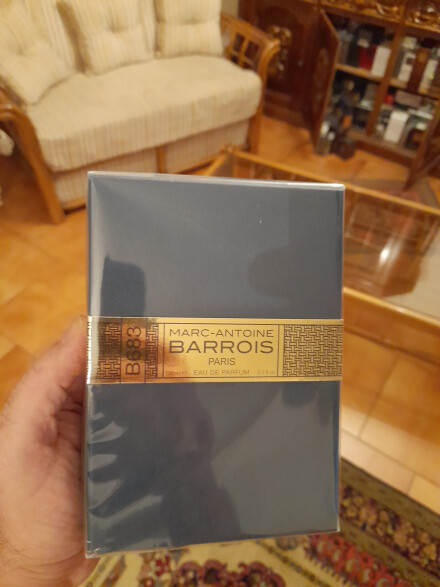 B683
MARC-ANTOINE
BARROIS
PARIS
EAU DE PARFUM